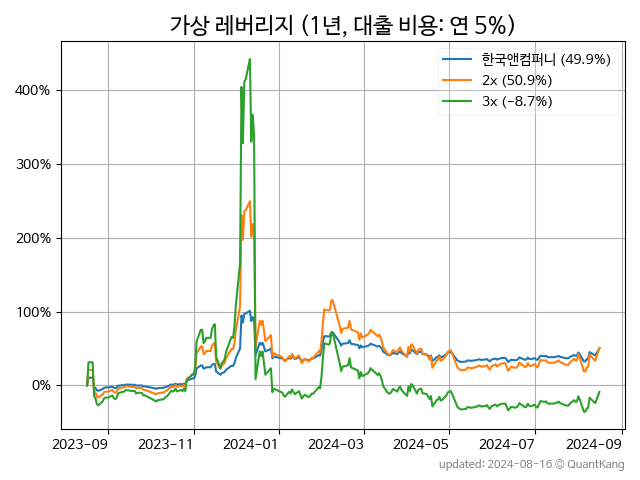 가상 레버리지 (1년, 대출 비용: 연 5%)
한국앤컴퍼니 (49.9%)
2x (50.9%)
3x (−8.7%)
400%
300%
200%
100%
0%
2023-09 2023-11 2024-01 2024-03 2024-05 2024-07 2024-09
updated: 2024-08-16 © QuantKang